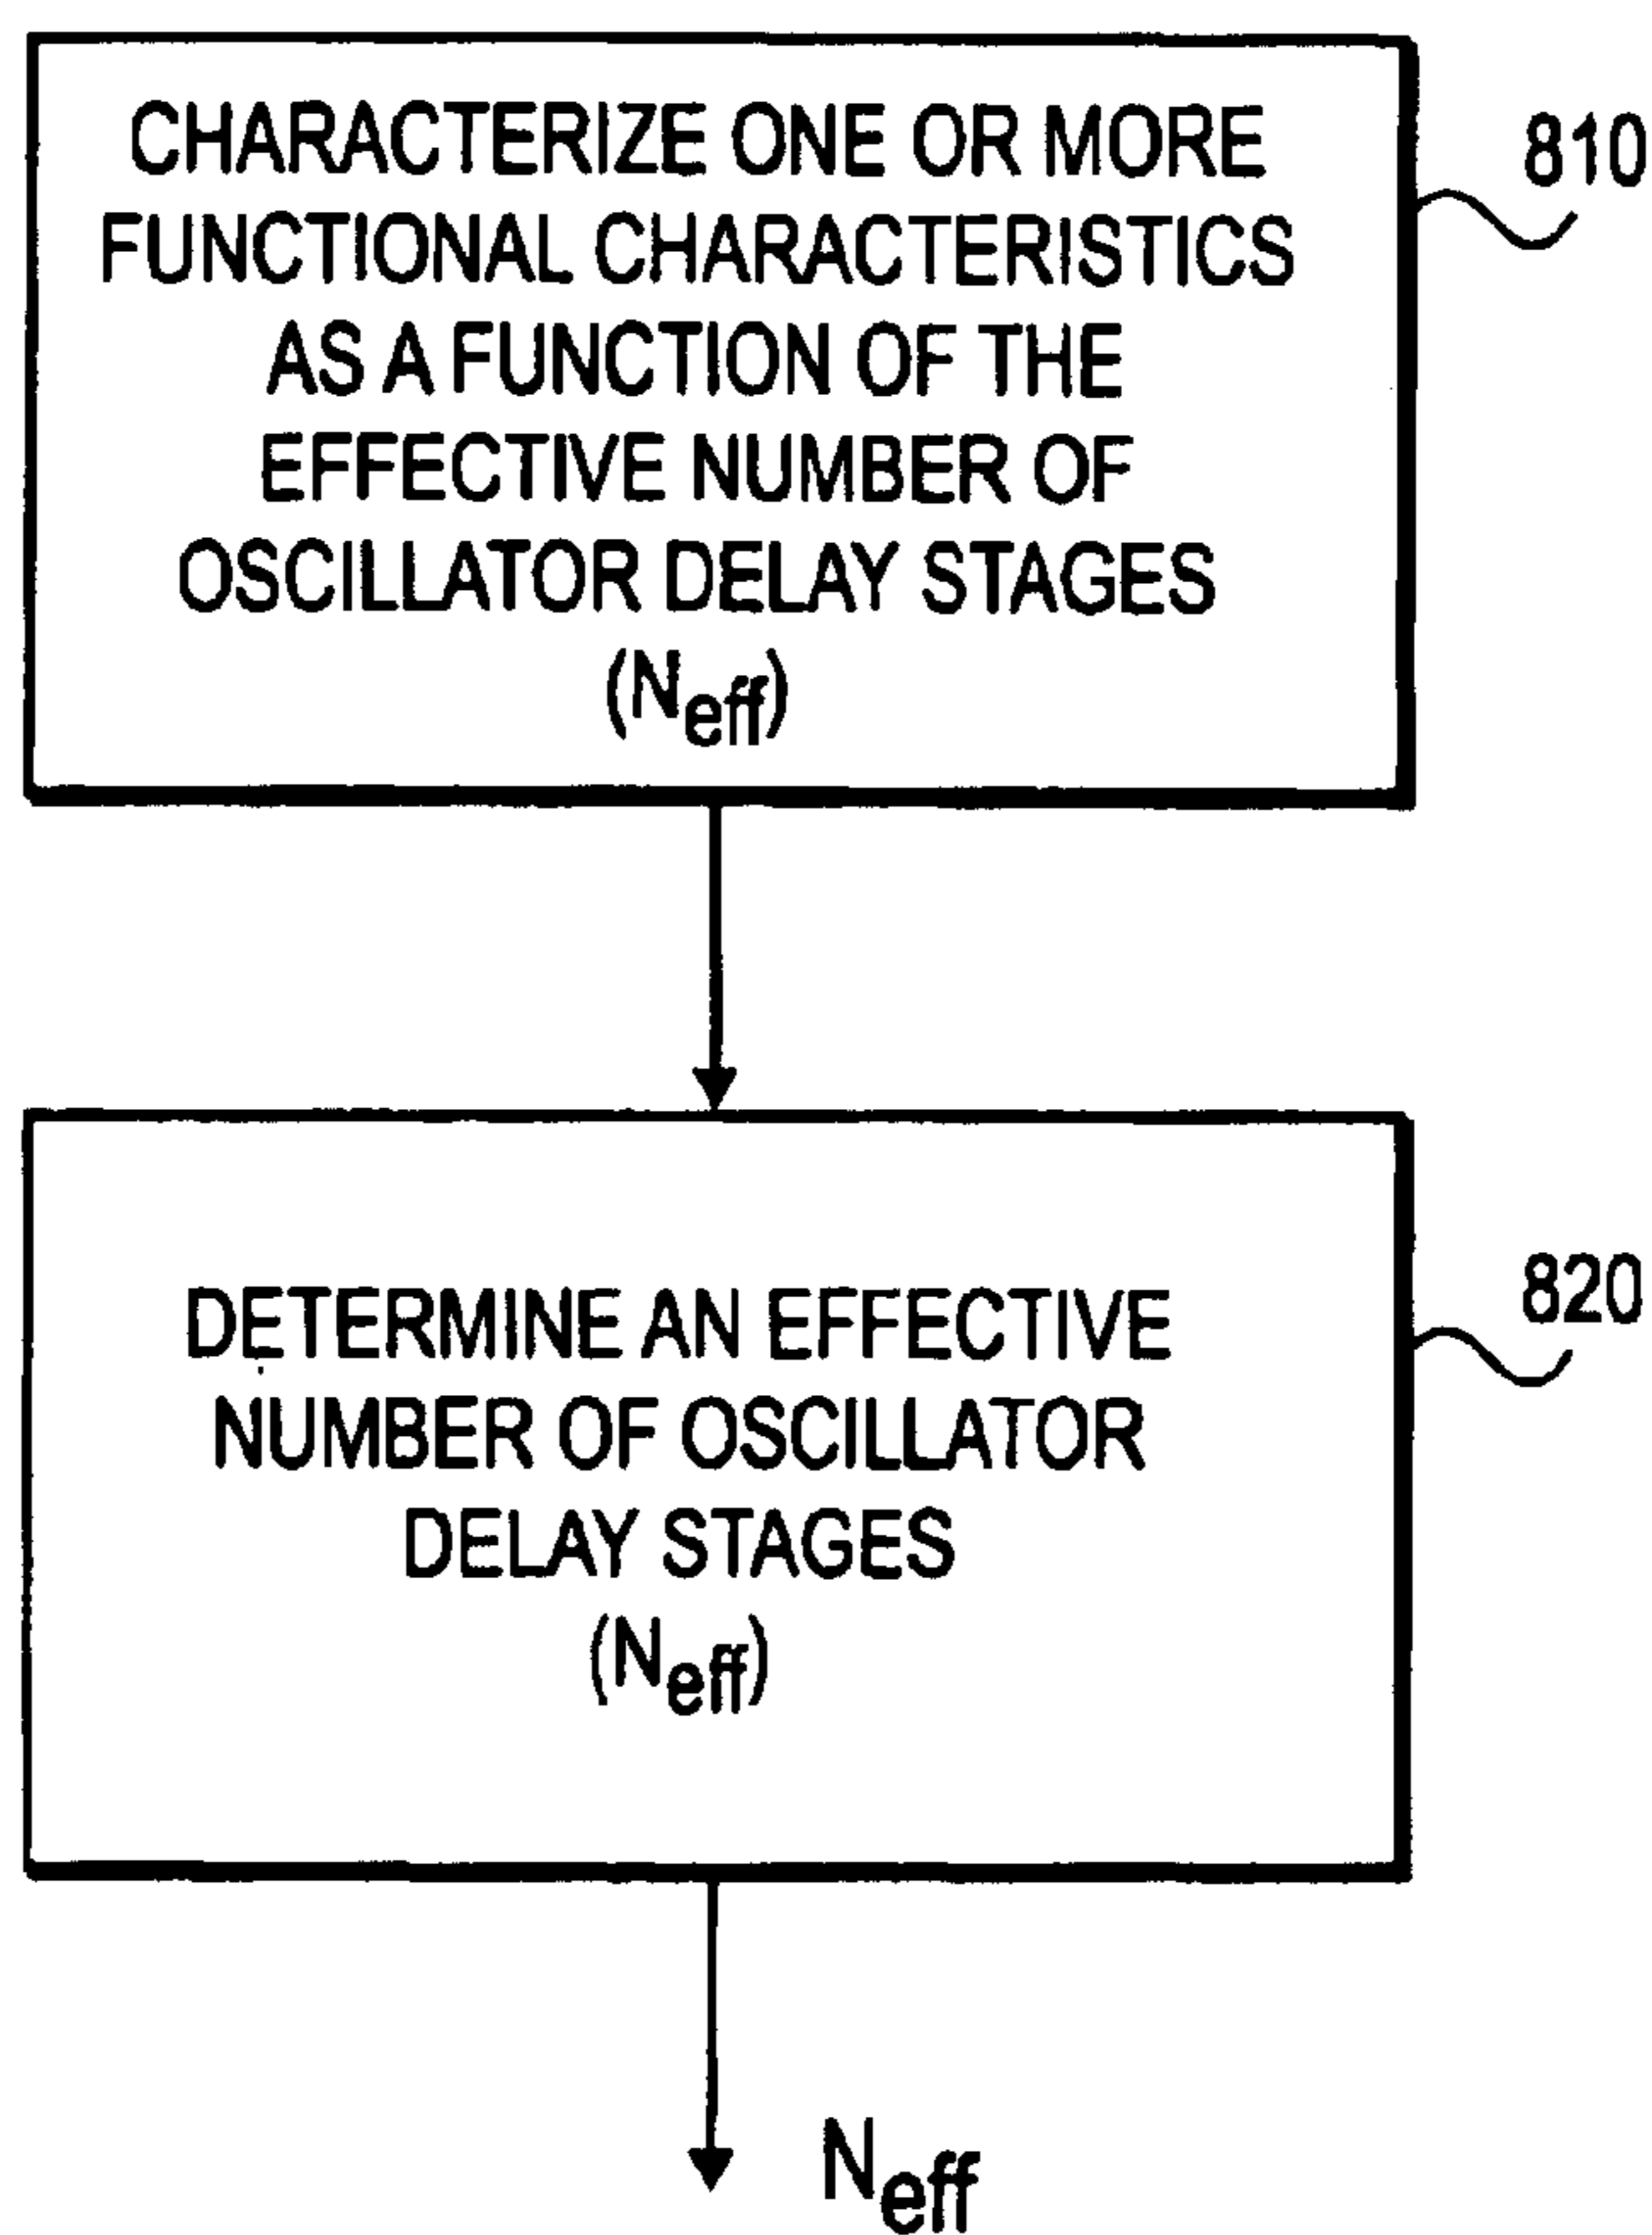 CHARACTERIZE ONE OR MORE
FUNCTIONAL CHARACTERISTICS
AS A FUNCTION OF THE
EFFECTIVE NUMBER OF
OSCILLATOR DELAY STAGES
(Neff)
810
DETERMINE AN EFFECTIVE
NUMBER OF OSCILLATOR
DELAY STAGES
(Neff)
820
Neff